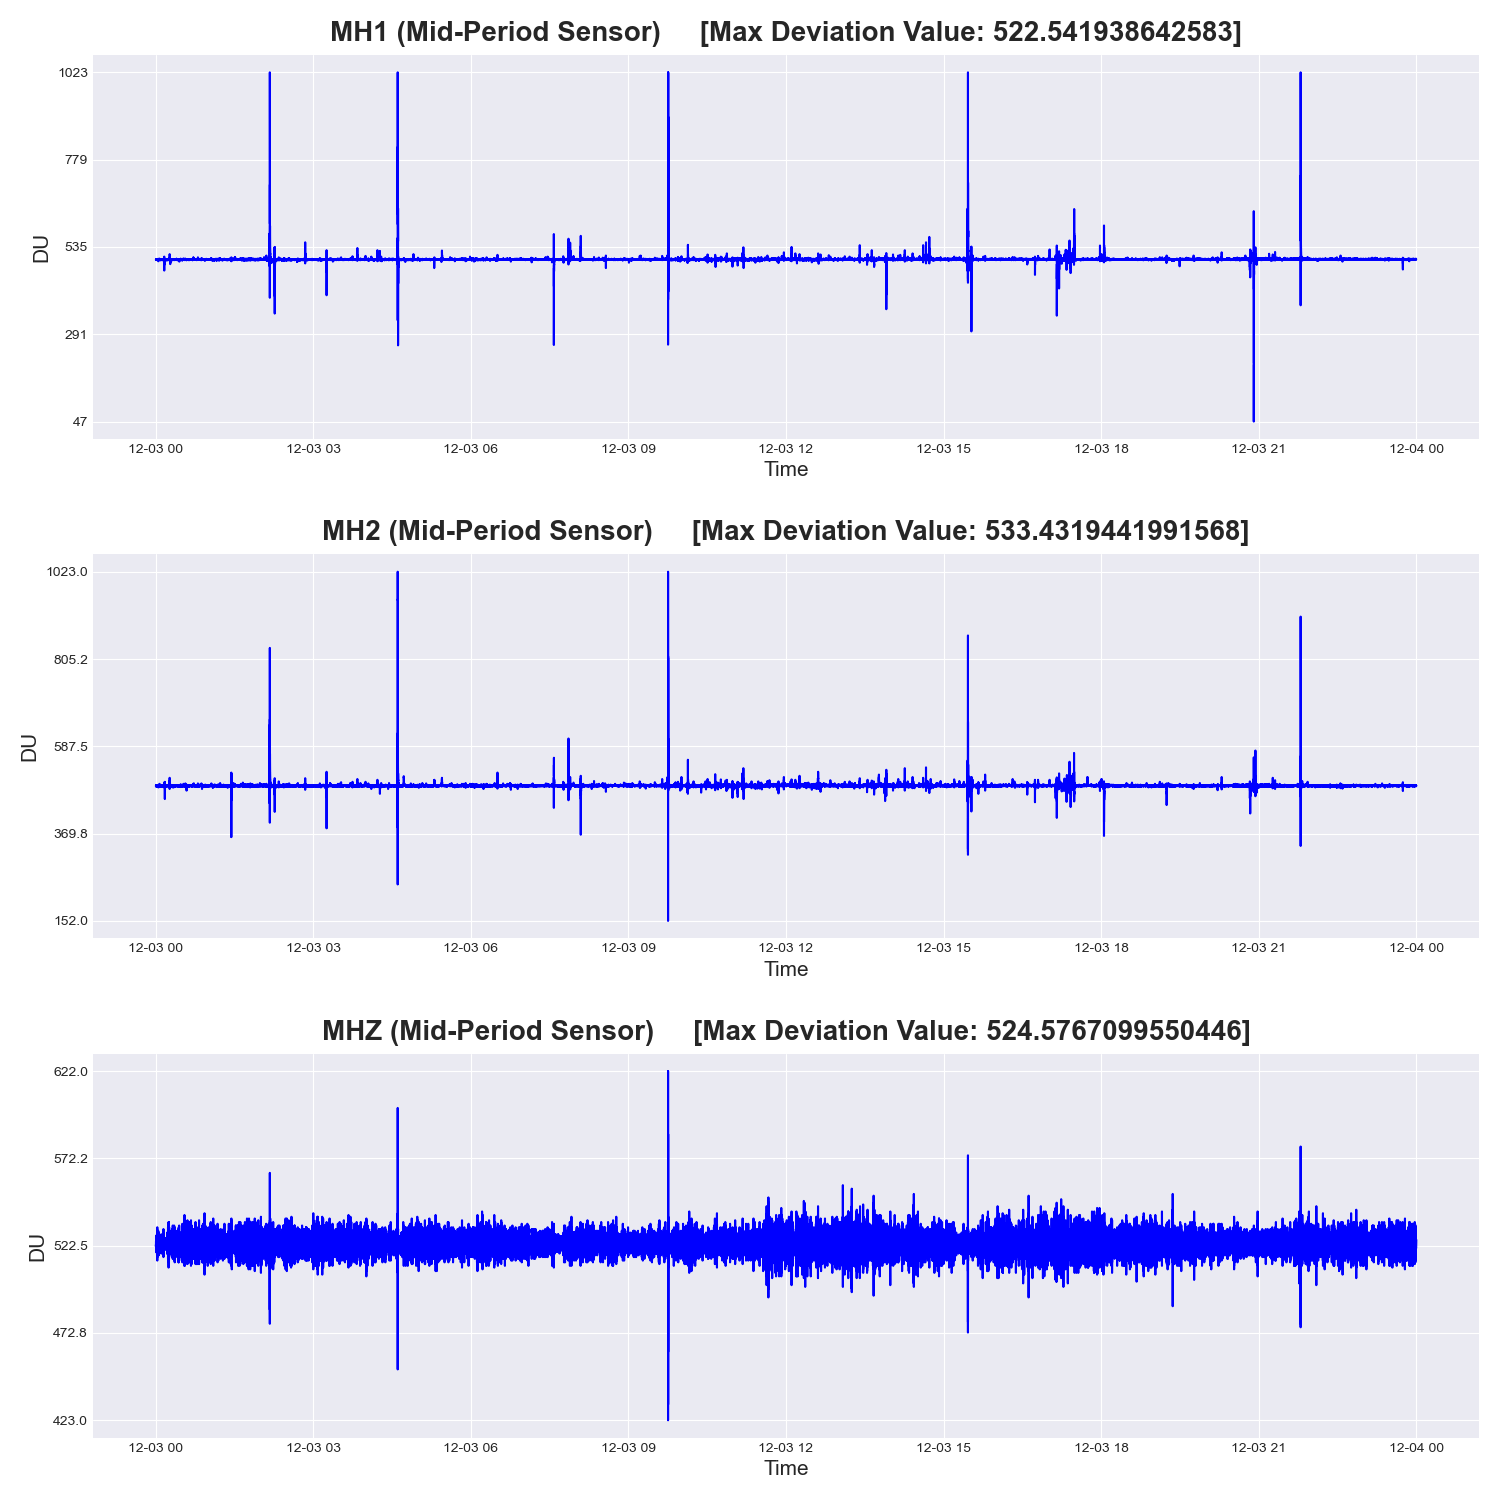 MH1 (Mid-Period Sensor) [Max Deviation Value: 522.541938642583]
1023
779
535
291
47
DU
12-03 00 12-03 03 12-03 06 12-03 09 12-03 12 12-03 15 12-03 18 12-03 21 12-04 00
Time
MH2 (Mid-Period Sensor) [Max Deviation Value: 533.4319441991568]
1023.0
805.2
587.5
369.8
152.0
DU
12-03 00 12-03 03 12-03 06 12-03 09 12-03 12 12-03 15 12-03 18 12-03 21 12-04 00
Time
MHZ (Mid-Period Sensor) [Max Deviation Value: 524.5767099550446]
622.0
572.2
522.5
472.8
423.0
DU
12-03 00 12-03 03 12-03 06 12-03 09 12-03 12 12-03 15 12-03 18 12-03 21 12-04 00
Time